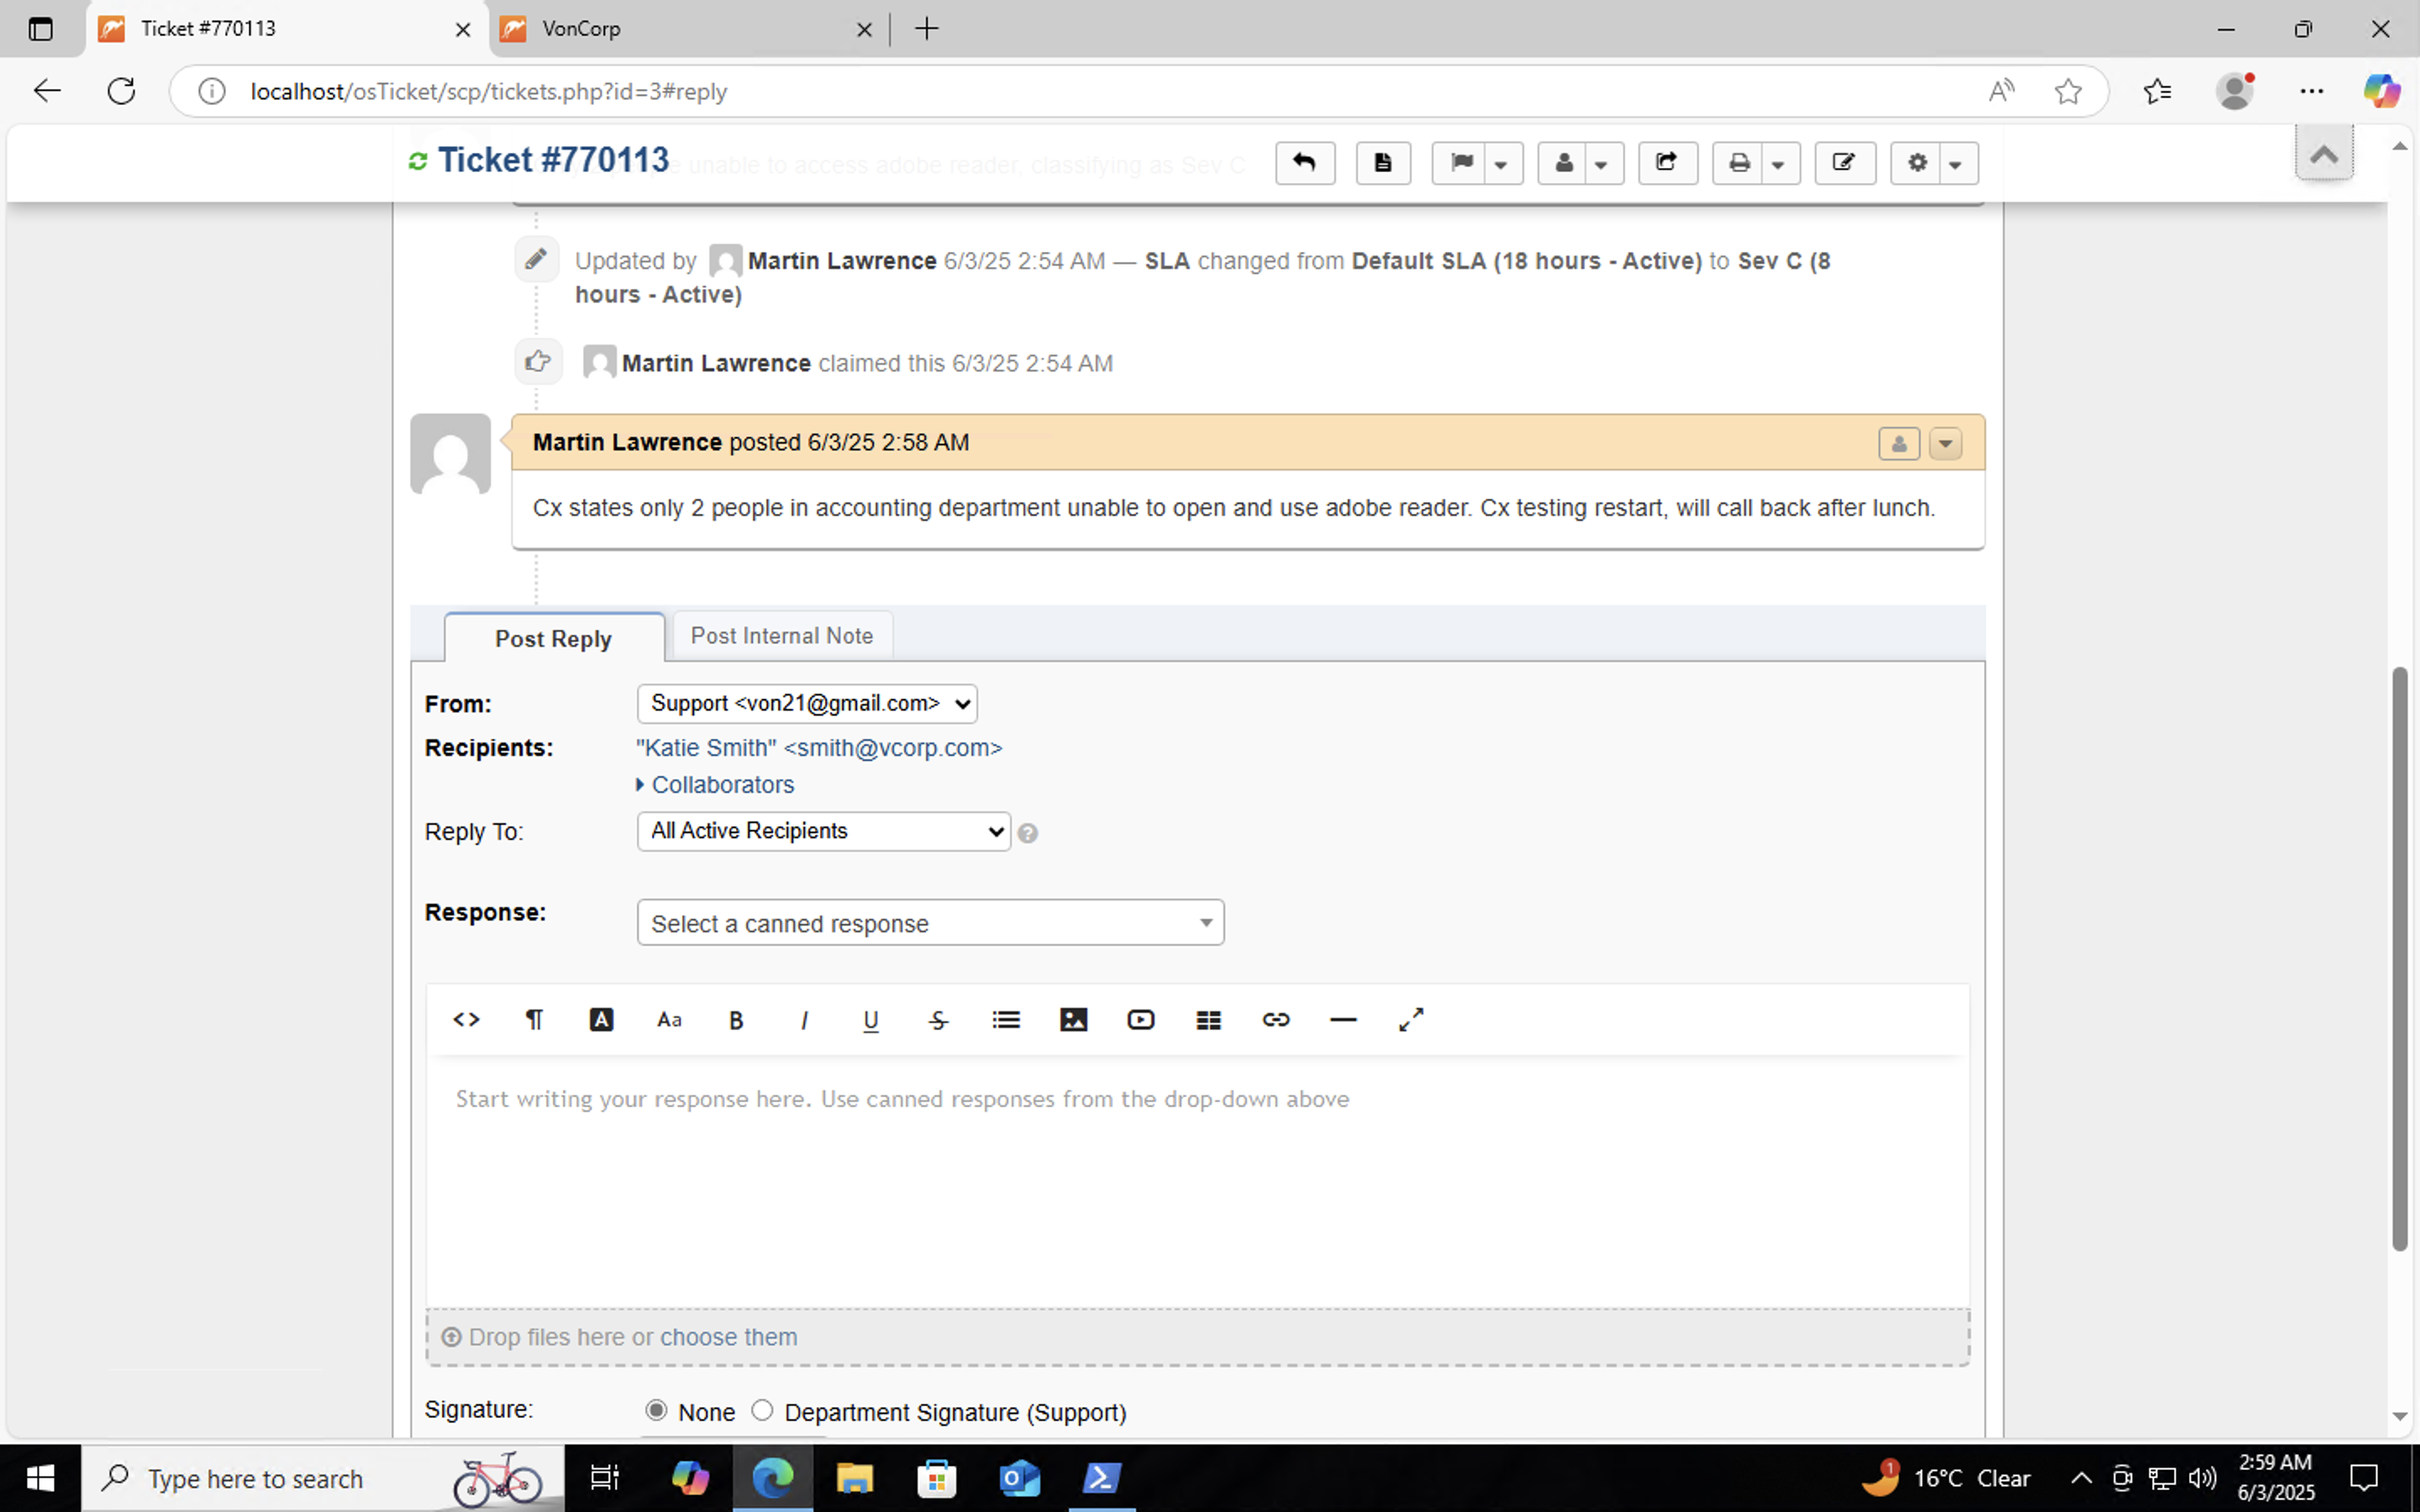 Ticket #770113
VonCorp
localhost/osTicket/scp/tickets.php?id=3#reply
Ticket #770113
unable to access adobe reader, classifying as Sev C
Updated by Martin Lawrence 6/3/25 2:54 AM — SLA changed from Default SLA (18 hours - Active) to Sev C (8
hours - Active)
Martin Lawrence claimed this 6/3/25 2:54 AM
Martin Lawrence posted 6/3/25 2:58 AM
Cx states only 2 people in accounting department unable to open and use adobe reader. Cx testing restart, will call back after lunch.
Post Reply
Post Internal Note
From:
Support <von21@gmail.com>
Recipients:
"Katie Smith" <smith@vcorp.com>
Collaborators
Reply To:
All Active Recipients
Response:
Select a canned response
Aa B I U S
Start writing your response here. Use canned responses from the drop-down above
Drop files here or choose them
Signature:
None
Department Signature (Support)
Type here to search
1
16°C Clear
2:59 AM
6/3/2025